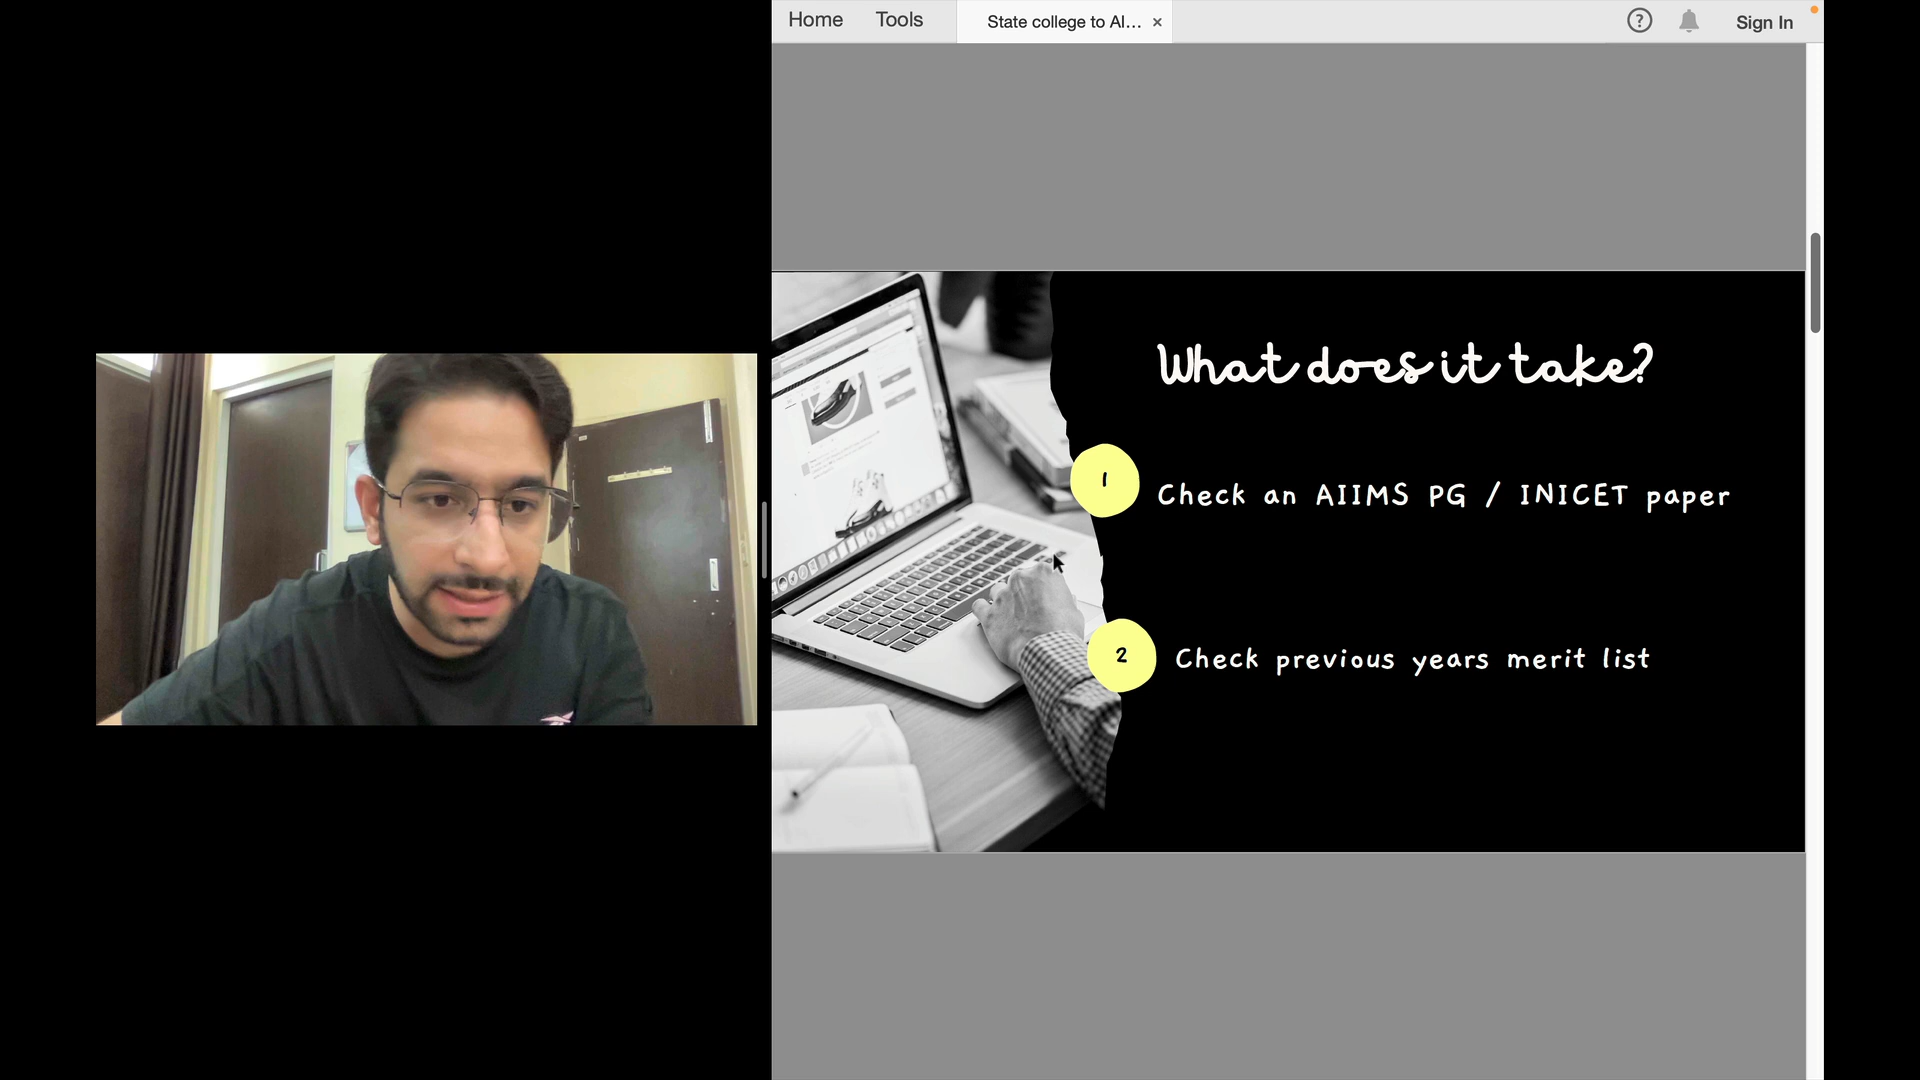 Home
Tools
State college to AI...
Sign In
What does it take?
1
Check an AIIMS PG / INICET paper
2
Check previous years merit list